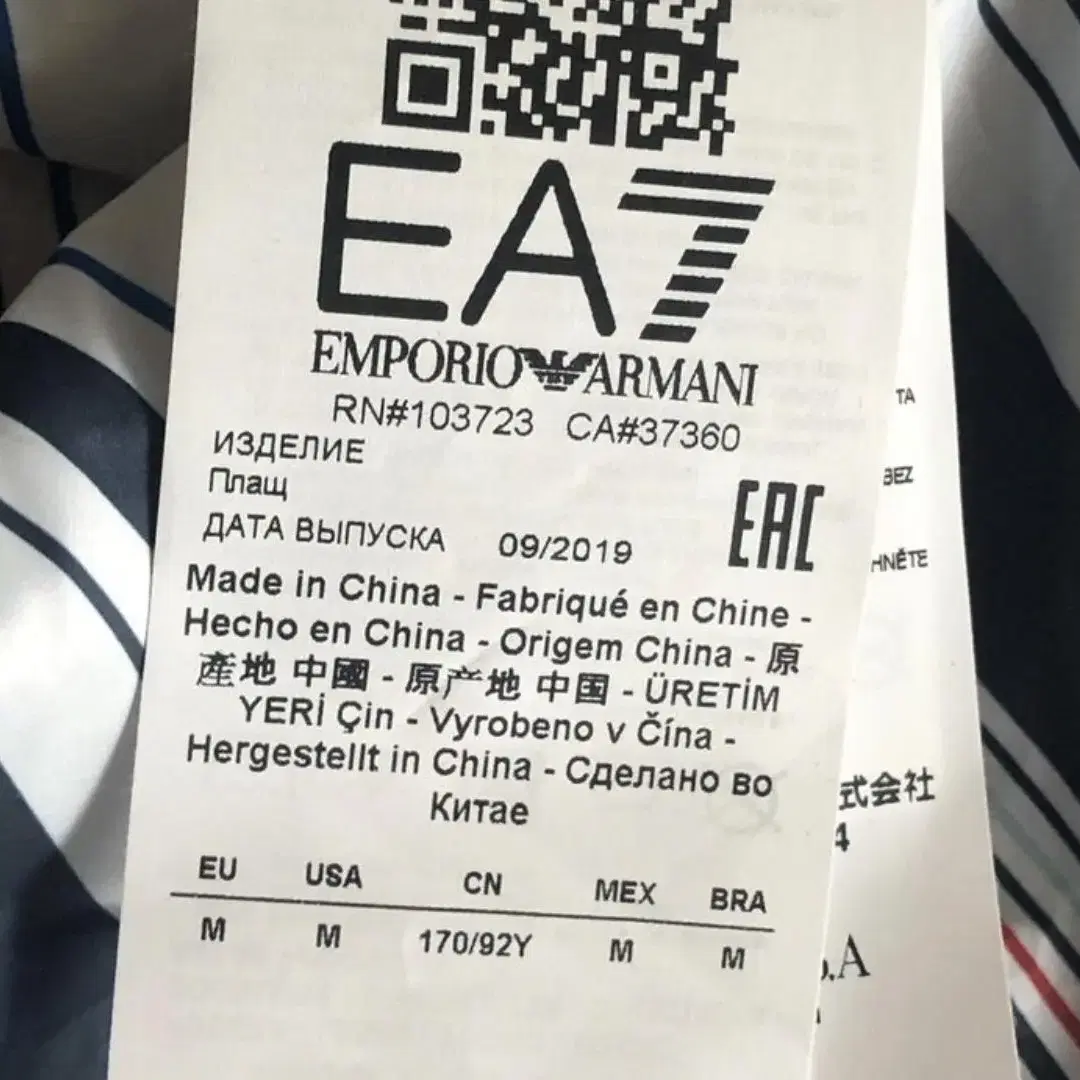 EA7
EMPORIO ARMANI
RN#103723 CA#37360
ИЗДЕЛИЕ
Плащ
EAC
ДАТА ВЫПУСКА 09/2019
Made in China - Fabriqué en Chine -
Hecho en China - Origem China - 原
產地 中國 - 原产地 中国 - ÜRETİM
YERİ Çin - Vyrobeno v Čína -
Hergestellt in China - Сделано во
Китае
EU USA CN MEX BRA
M M 170/92Y M M
TA
BEZ
HNĚTE
式会社
4
.A